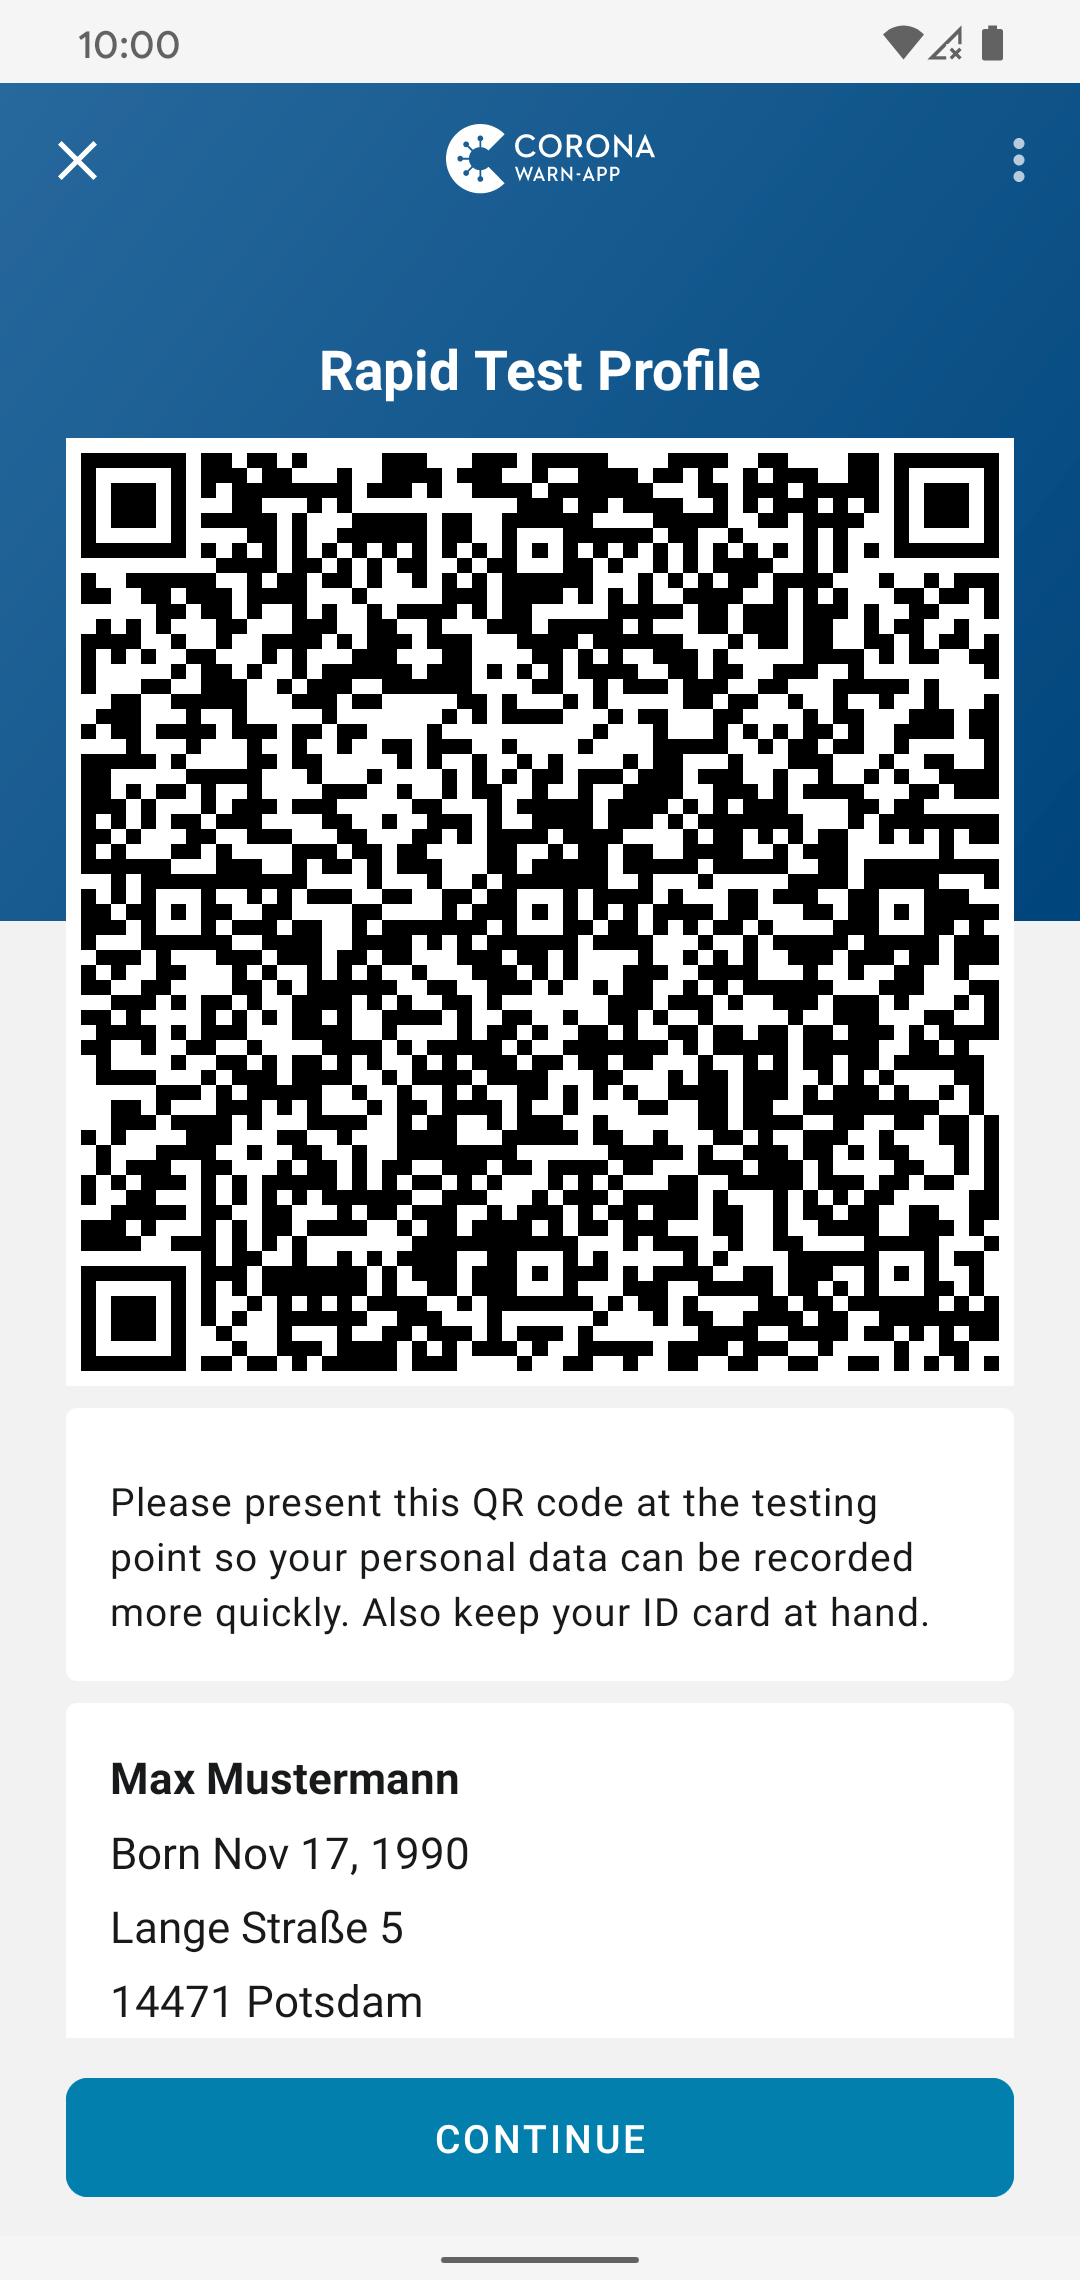 10:00
CORONA
WARN-APP
Rapid Test Profile
Please present this QR code at the testing
point so your personal data can be recorded
more quickly. Also keep your ID card at hand.
Max Mustermann
Born Nov 17, 1990
Lange Straße 5
14471 Potsdam
CONTINUE